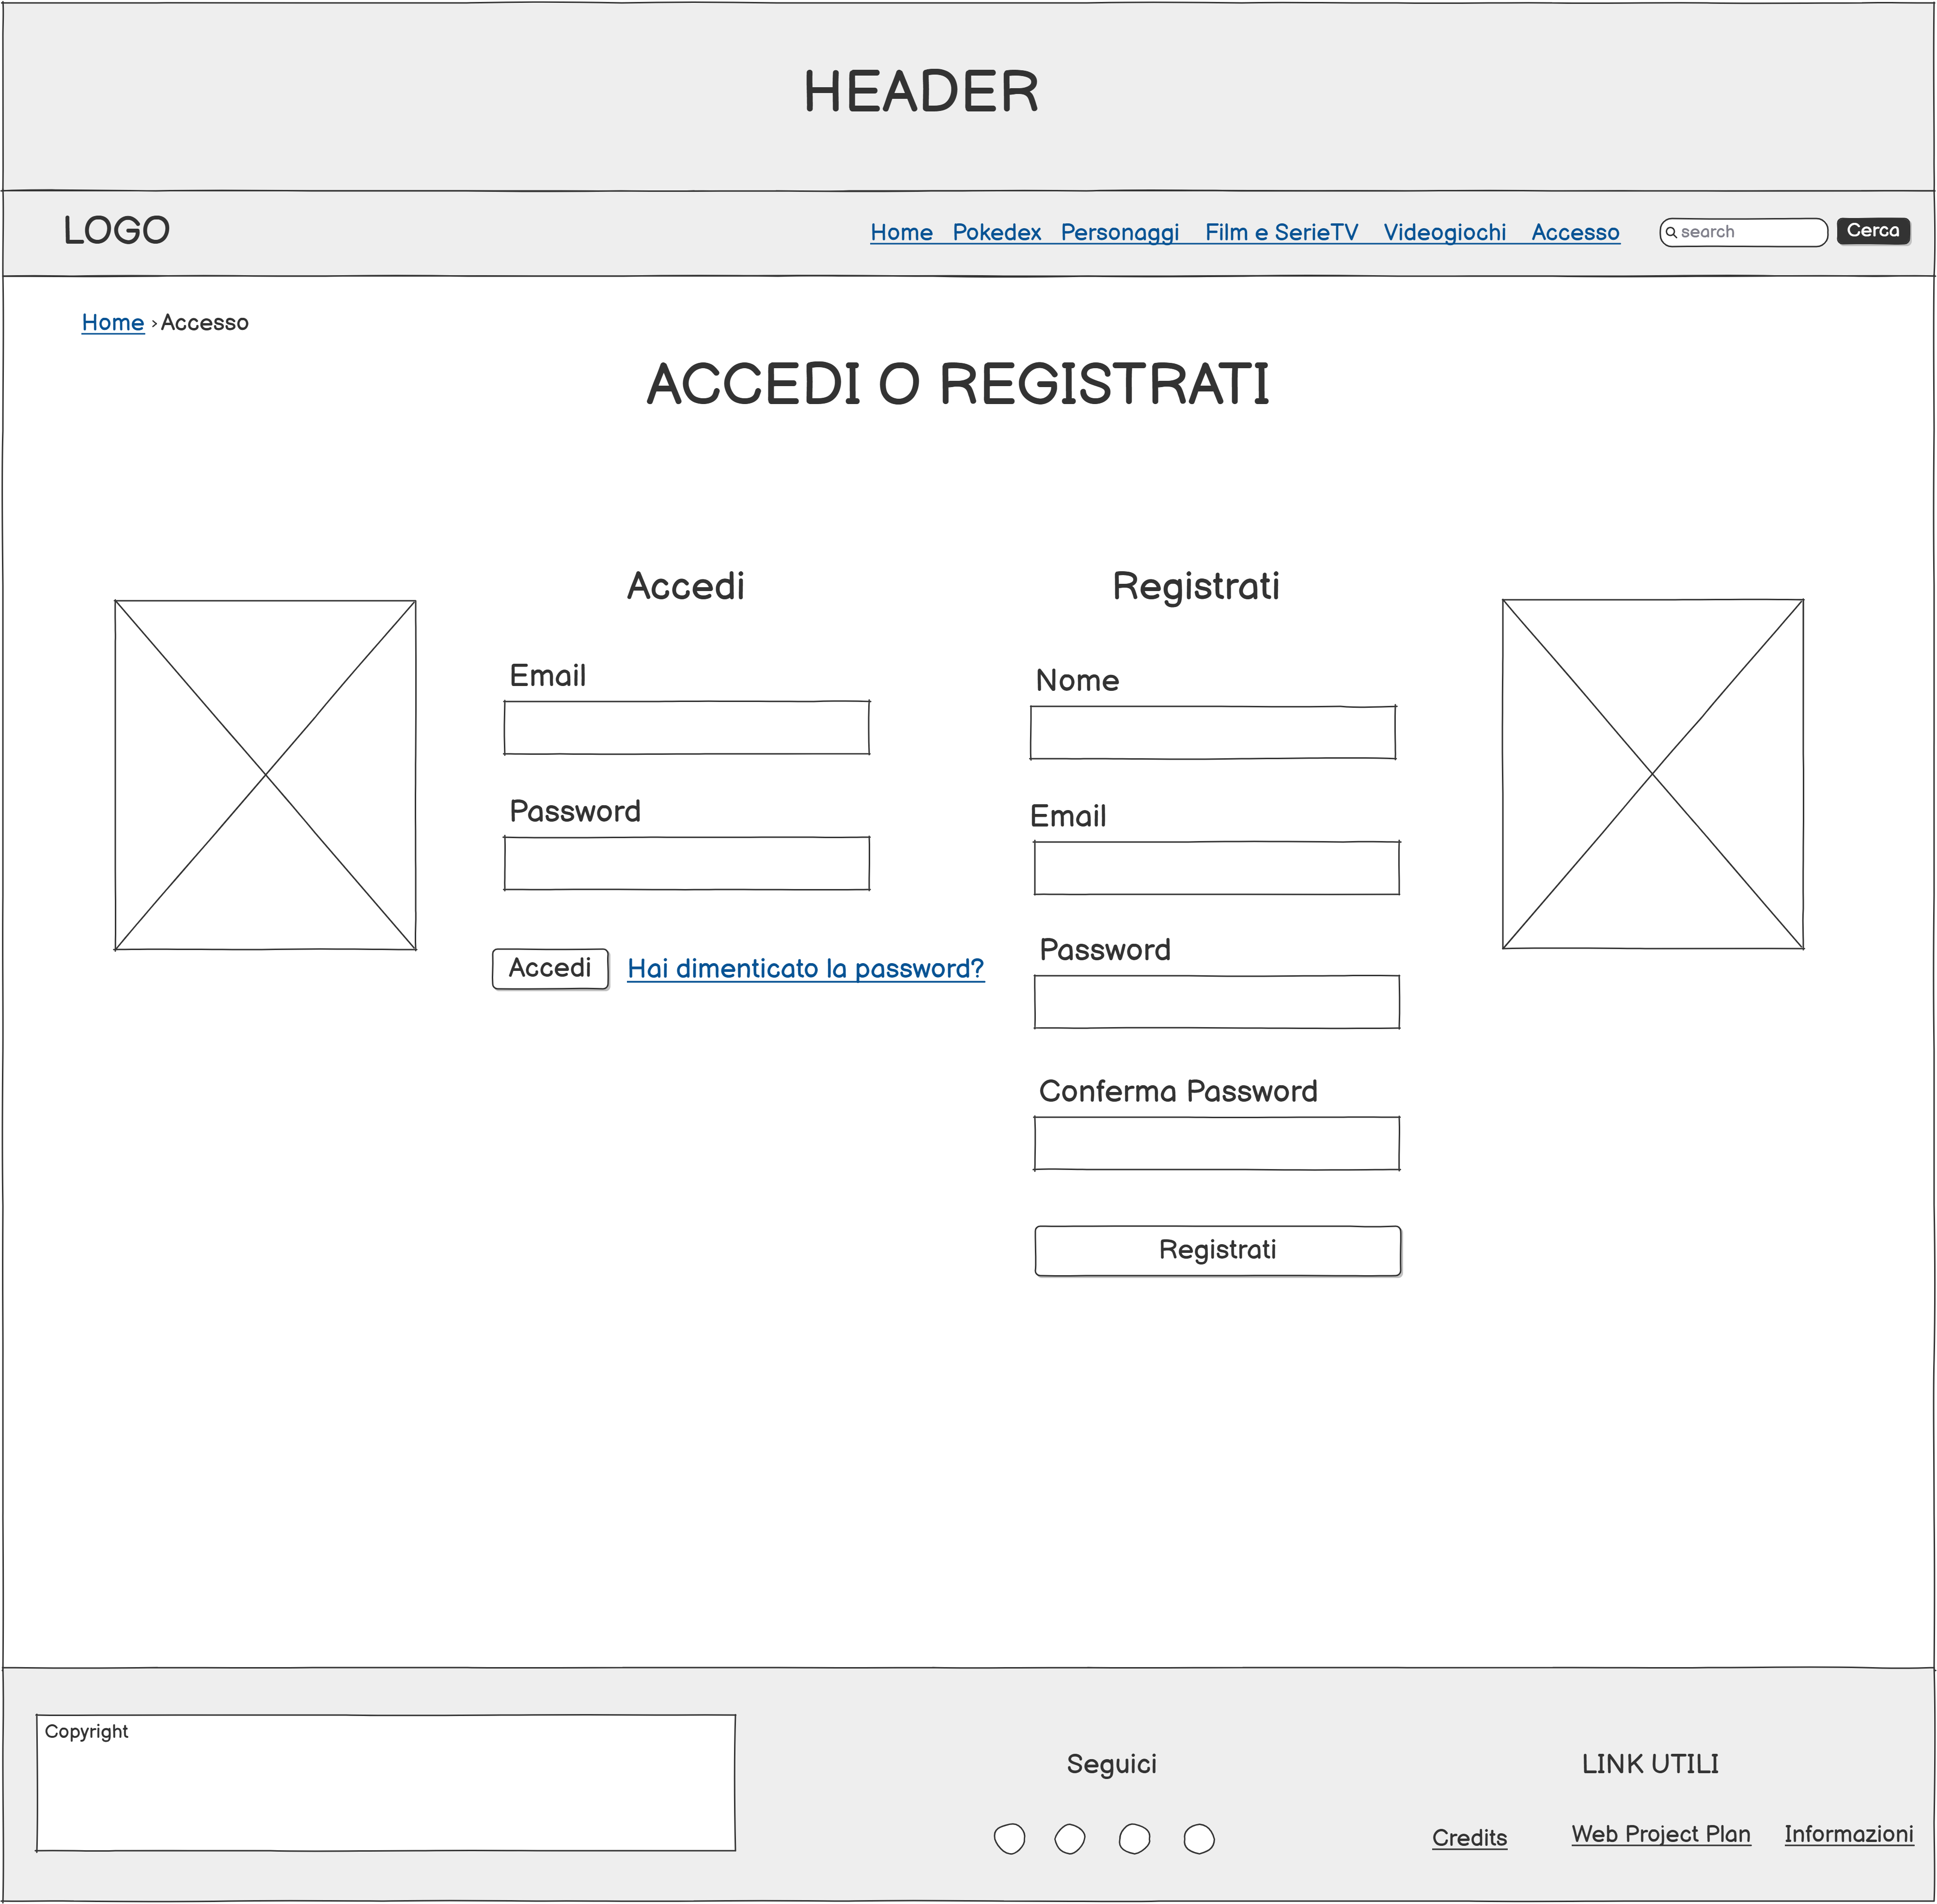 HEADER
LOGO
Home Pokedex Personaggi Film e SerieTV Videogiochi Accesso search Cerca
Home › Accesso
ACCEDI O REGISTRATI
Accedi
Email
Password
Accedi Hai dimenticato la password?
Registrati
Nome
Email
Password
Conferma Password
Registrati
Copyright
Seguici
LINK UTILI
Credits Web Project Plan Informazioni